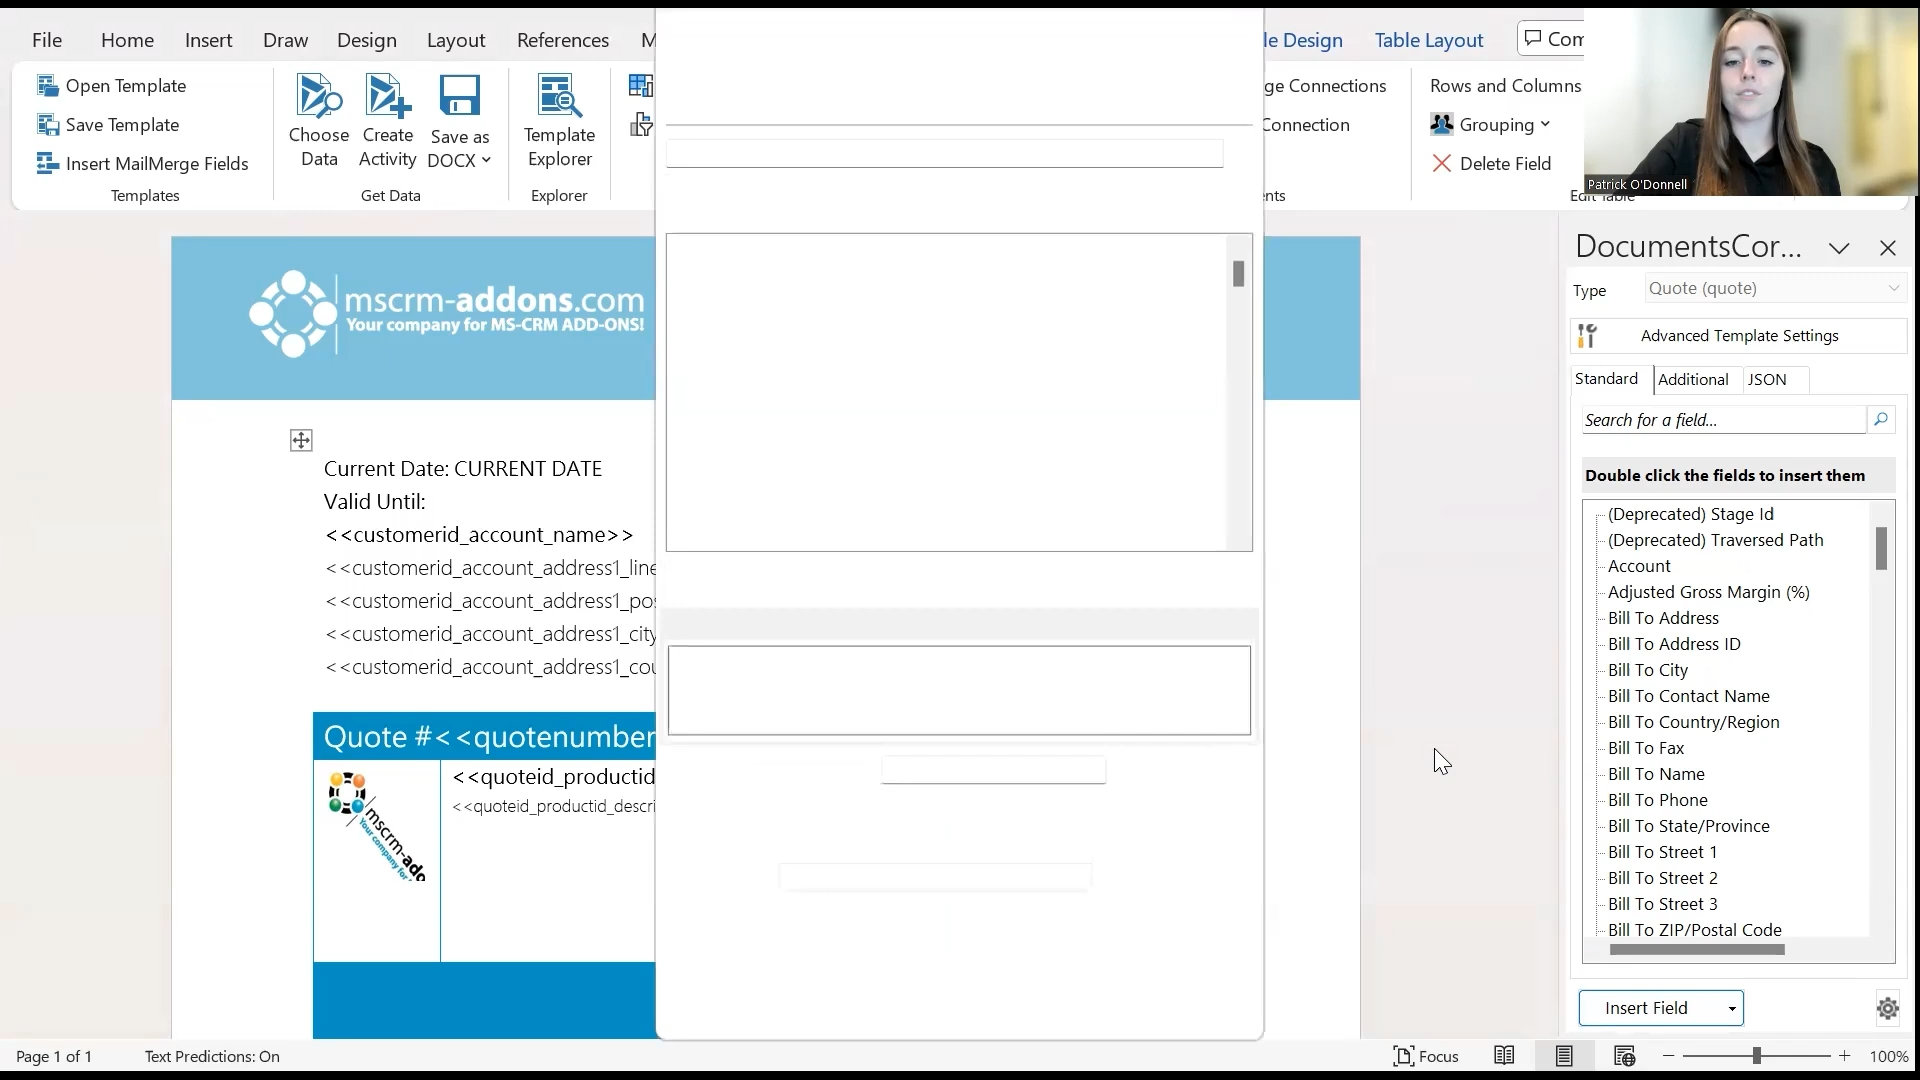 File Home Insert Draw Design Layout References M
le Design Table Layout Com
Open Template
Save Template
Insert MailMerge Fields
Templates
Choose Data
Create Activity
Save as DOCX
Get Data
Template Explorer
Explorer
ge Connections
Connection
nts
Rows and Columns
Grouping
Delete Field
Edit Table
Patrick O'Donnell
mscrm-addons.com
Your company for MS-CRM ADD-ONS!
Current Date: CURRENT DATE
Valid Until:
<<customerid_account_name>>
<<customerid_account_address1_line
<<customerid_account_address1_pos
<<customerid_account_address1_city
<<customerid_account_address1_cou
Quote #<<quotenumber
mscrm-addo
Your company for
<<quoteid_productid
<<quoteid_productid_descri
DocumentsCor...
Type Quote (quote)
Advanced Template Settings
Standard Additional JSON
Search for a field...
Double click the fields to insert them
(Deprecated) Stage Id
(Deprecated) Traversed Path
Account
Adjusted Gross Margin (%)
Bill To Address
Bill To Address ID
Bill To City
Bill To Contact Name
Bill To Country/Region
Bill To Fax
Bill To Name
Bill To Phone
Bill To State/Province
Bill To Street 1
Bill To Street 2
Bill To Street 3
Bill To ZIP/Postal Code
Insert Field
Page 1 of 1 Text Predictions: On Focus 100%